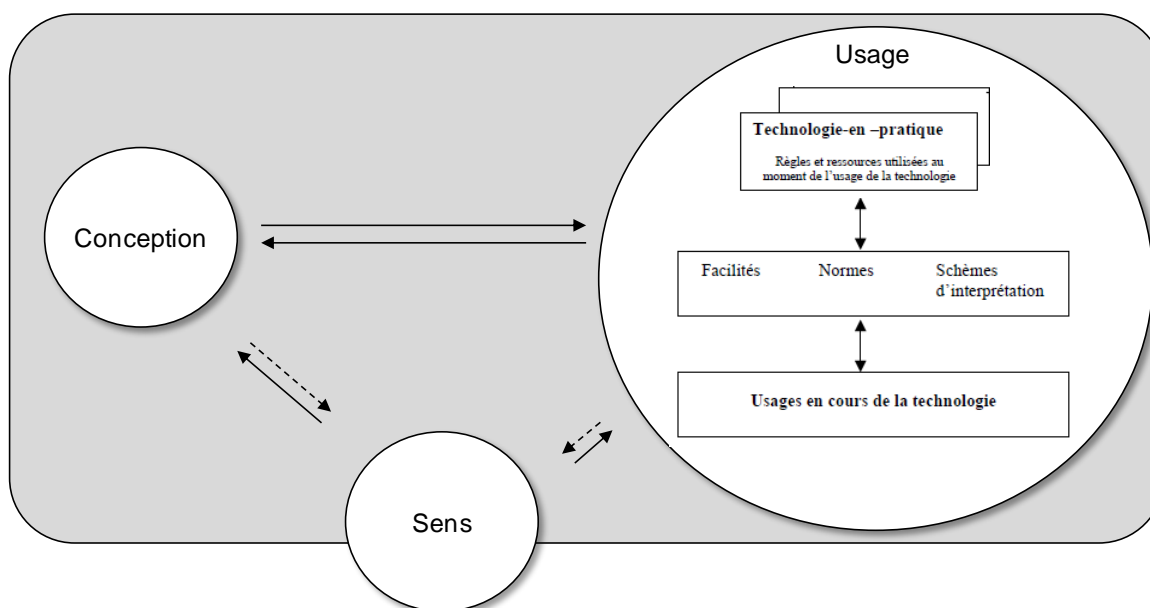 Usage
Technologie-en –pratique
Règles et ressources utilisées au
moment de l'usage de la technologie
Conception
Facilités Normes Schèmes
d'interprétation
Usages en cours de la technologie
Sens